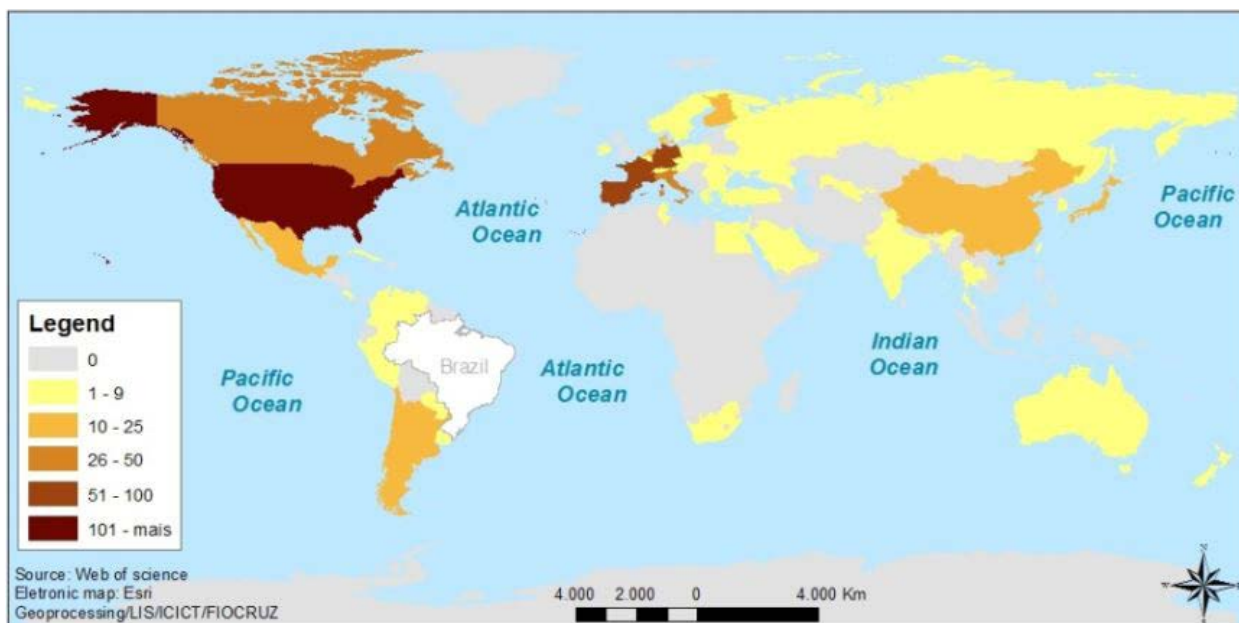 Atlantic
Ocean
Pacific
Ocean
Legend
0
1 - 9
10 - 25
26 - 50
51 - 100
101 - mais
Brazil
Pacific
Ocean
Atlantic
Ocean
Indian
Ocean
Source: Web of science
Eletronic map: Esri
Geoprocessing/LIS/ICICT/FIOCRUZ
4.000 2.000 0 4.000 Km